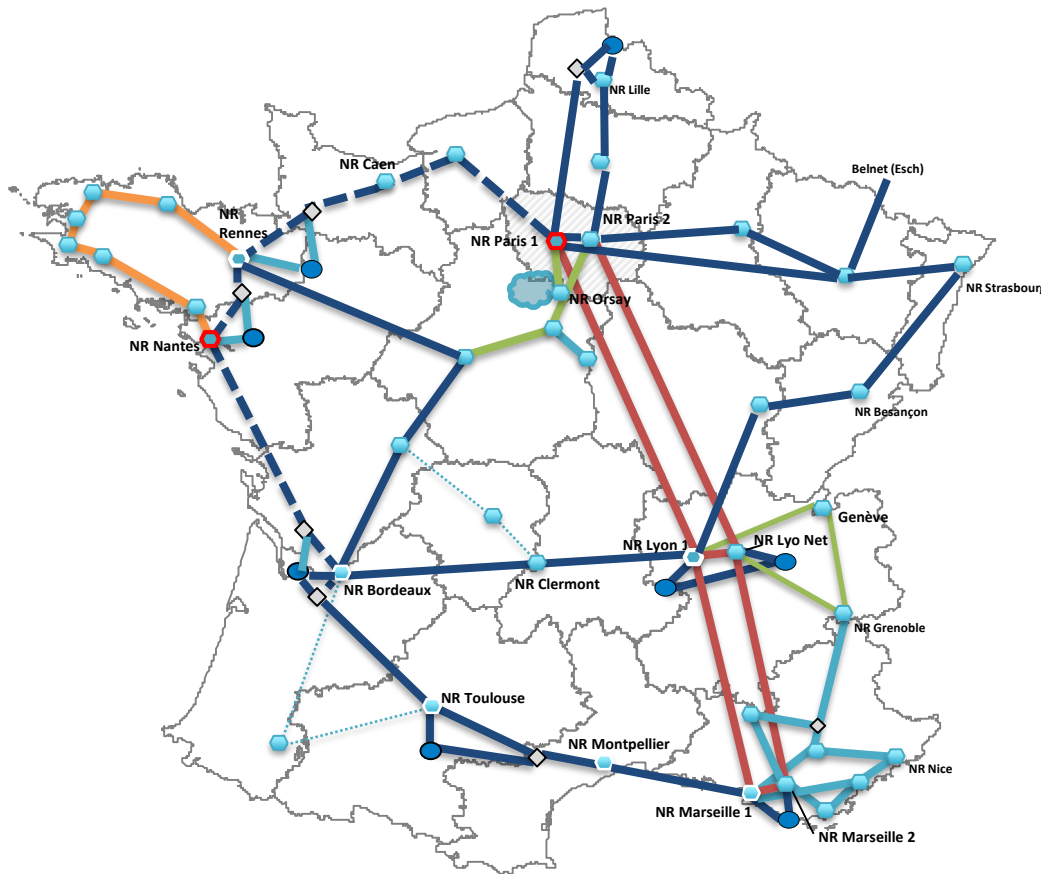 NR Lille
NR Caen
Belnet (Esch)
NR
Rennes
NR Paris 2
NR Paris 1
NR Strasbourg
NR Orsay
NR Nantes
NR Besançon
Genève
NR Lyon 1
NR Lyo Net
NR Bordeaux
NR Clermont
NR Grenoble
NR Toulouse
NR Montpellier
NR Nice
NR Marseille 1
NR Marseille 2